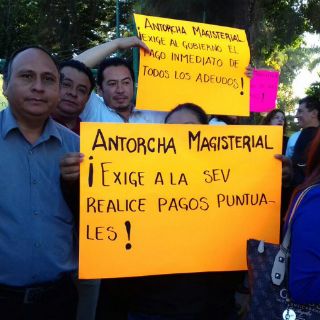 ANTORCHA MAGISTERIAL
¡EXIGE AL GOBIERNO EL
PAGO INMEDIATO DE
TODOS LOS ADEUDOS!
ANTORCHA MAGISTERIAL
¡EXIGE A LA SEV
REALICE PAGOS PUNTUA-
LES!